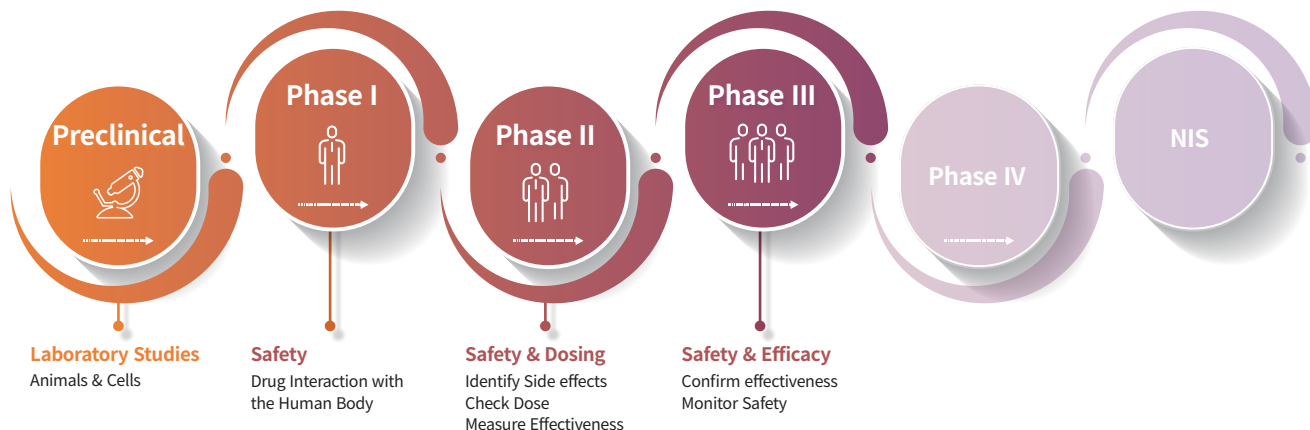 Preclinical
Phase I
Phase II
Phase III
Phase IV
NIS
Laboratory Studies
Animals & Cells
Safety
Drug Interaction with
the Human Body
Safety & Dosing
Identify Side effects
Check Dose
Measure Effectiveness
Safety & Efficacy
Confirm effectiveness
Monitor Safety